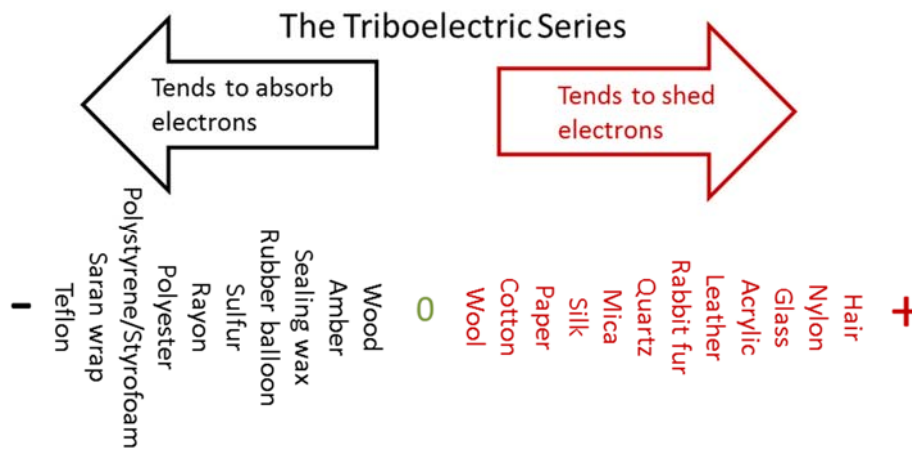 The Triboelectric Series
Tends to absorb
electrons
Tends to shed
electrons
-
Teflon
Saran wrap
Polystyrene/Styrofoam
Polyester
Rayon
Sulfur
Rubber balloon
Sealing wax
Amber
Wood
0
Wool
Cotton
Paper
Silk
Mica
Quartz
Rabbit fur
Leather
Acrylic
Glass
Nylon
Hair
+